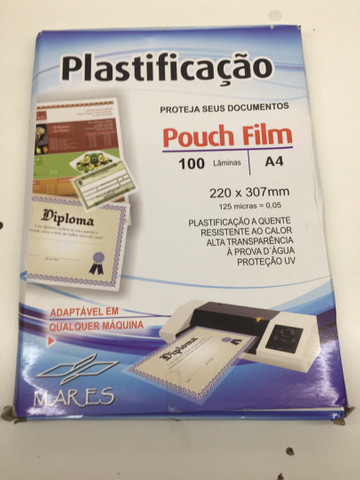 Plastificação
PROTEJA SEUS DOCUMENTOS
Pouch Film
100 Lâminas A4
220 x 307mm
125 micras = 0,05
PLASTIFICAÇÃO A QUENTE
RESISTENTE AO CALOR
ALTA TRANSPARÊNCIA
À PROVA D´ÁGUA
PROTEÇÃO UV
Diploma
ADAPTÁVEL EM
QUALQUER MÁQUINA
Diploma
MARES